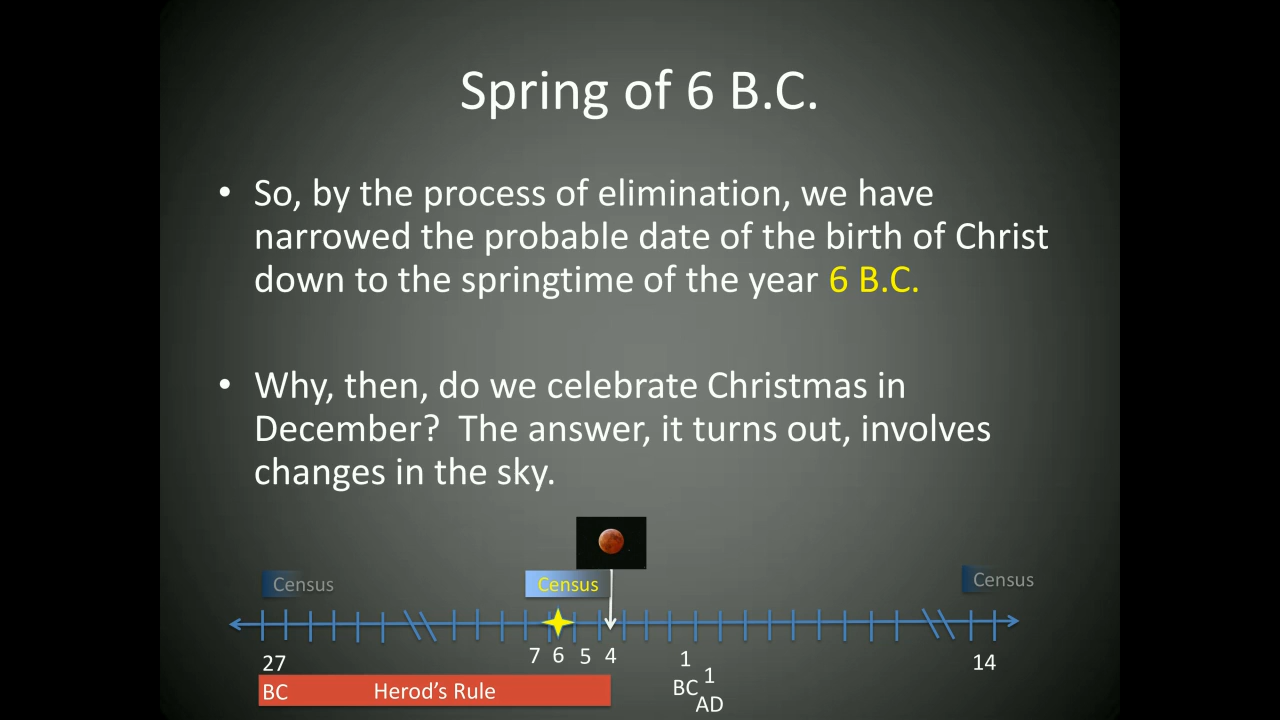 Spring of 6 B.C.
• So, by the process of elimination, we have
narrowed the probable date of the birth of Christ
down to the springtime of the year 6 B.C.
• Why, then, do we celebrate Christmas in
December?  The answer, it turns out, involves
changes in the sky.
Census Census Census
27 7 6 5 4 1 14
BC Herod's Rule BC 1
AD